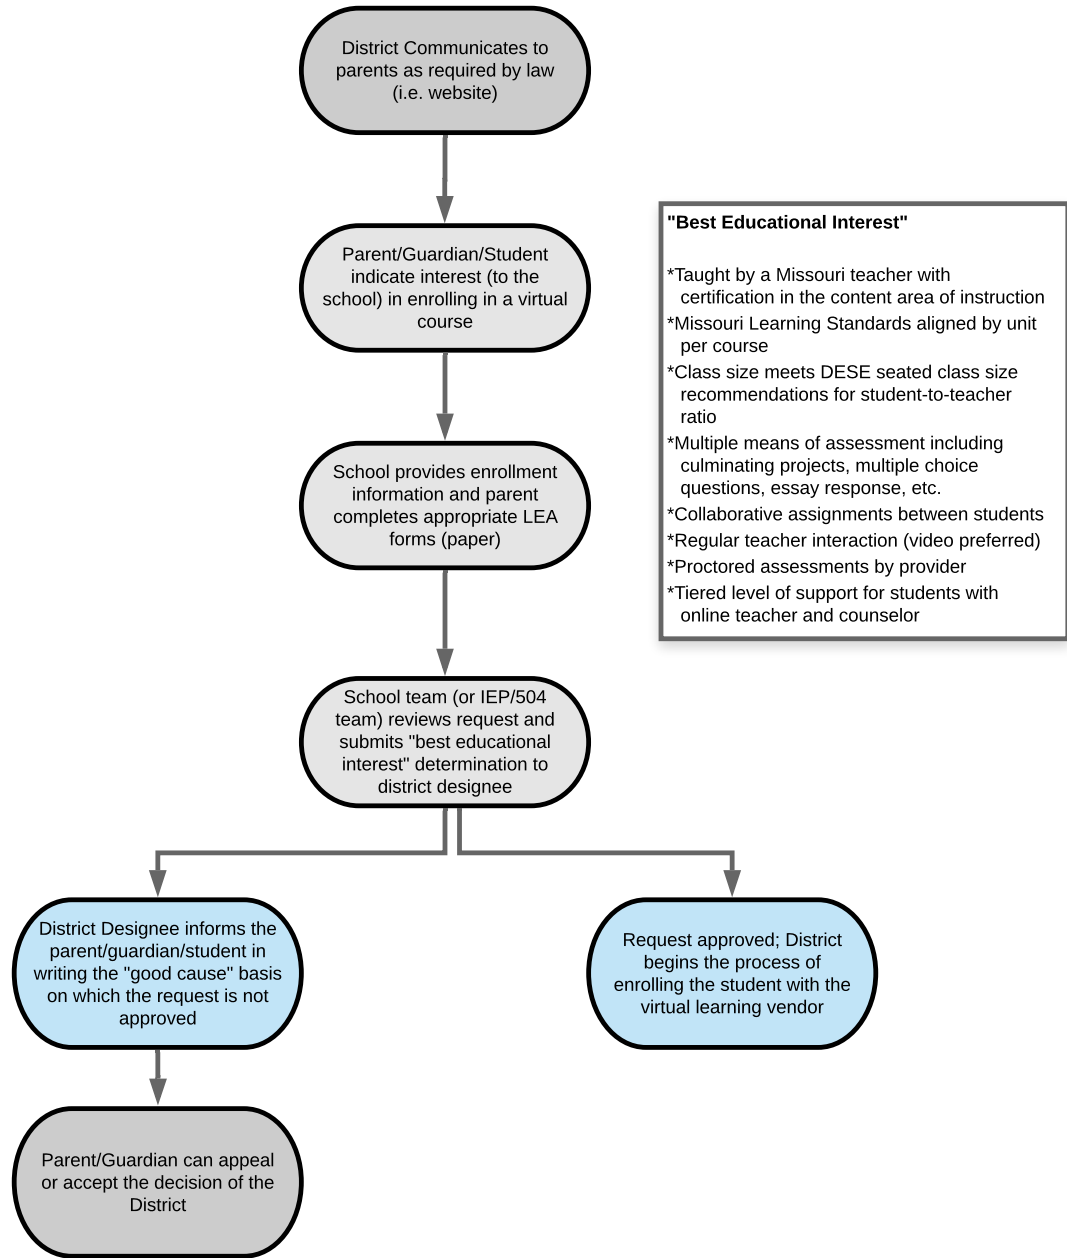 District Communicates to
parents as required by law
(i.e. website)
Parent/Guardian/Student
indicate interest (to the
school) in enrolling in a virtual
course
School provides enrollment
information and parent
completes appropriate LEA
forms (paper)
School team (or IEP/504
team) reviews request and
submits "best educational
interest" determination to
district designee
District Designee informs the
parent/guardian/student in
writing the "good cause" basis
on which the request is not
approved
Request approved; District
begins the process of
enrolling the student with the
virtual learning vendor
Parent/Guardian can appeal
or accept the decision of the
District
"Best Educational Interest"
*Taught by a Missouri teacher with
certification in the content area of instruction
*Missouri Learning Standards aligned by unit
per course
*Class size meets DESE seated class size
recommendations for student-to-teacher
ratio
*Multiple means of assessment including
culminating projects, multiple choice
questions, essay response, etc.
*Collaborative assignments between students
*Regular teacher interaction (video preferred)
*Proctored assessments by provider
*Tiered level of support for students with
online teacher and counselor